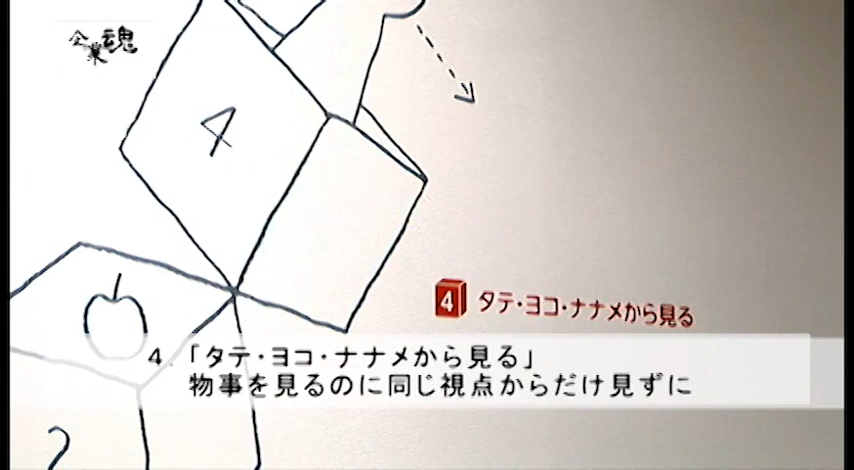 企業魂
4
4 タテ・ヨコ・ナナメから見る
4.「タテ・ヨコ・ナナメから見る」
物事を見るのに同じ視点からだけ見ずに
2